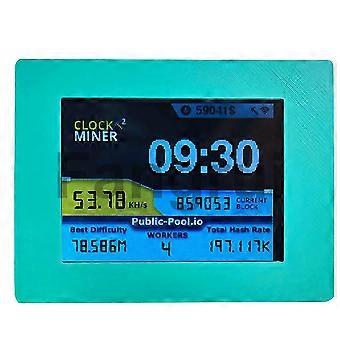 59041$
CLOCK 2
MINER
09:30
53.78 KH/s
859053 CURRENT BLOCK
Public-Pool.io
Best Difficulty WORKERS Total Hash Rate
78.586M 4 197.117K